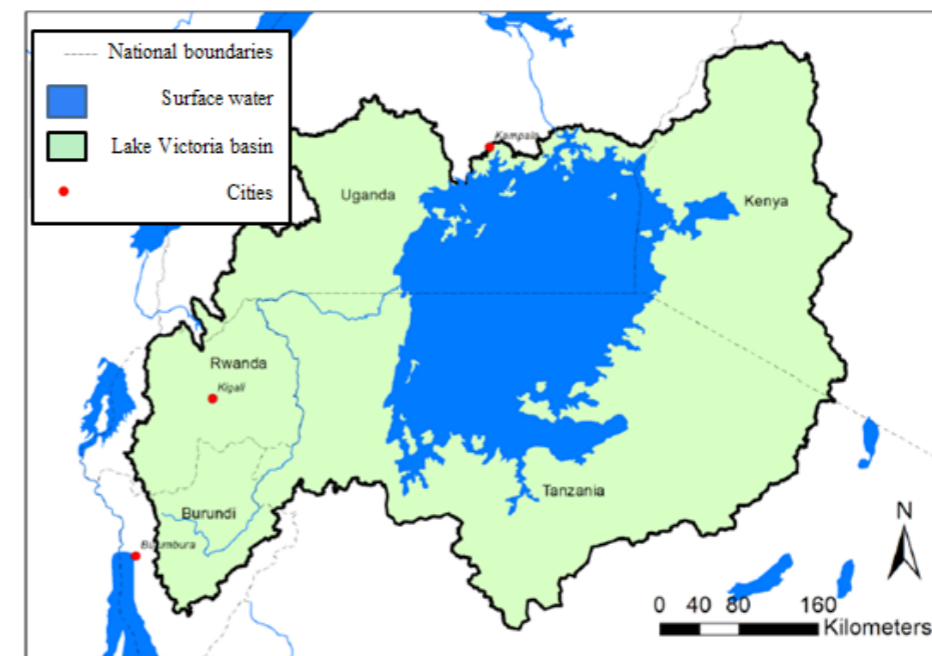 National boundaries
Surface water
Lake Victoria basin
Cities
Kampala
Uganda
Kenya
Rwanda
Kigali
Burundi
Tanzania
Bujumbura
N
0 40 80 160
Kilometers